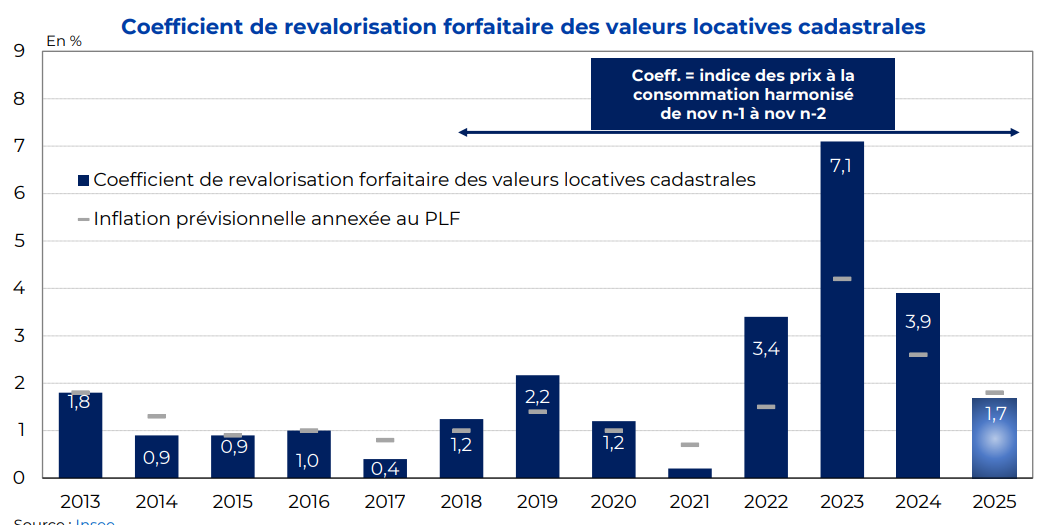 Coefficient de revalorisation forfaitaire des valeurs locatives cadastrales
En %
9
Coeff. = indice des prix à la
consommation harmonisé
de nov n-1 à nov n-2
8
7
7,1
Coefficient de revalorisation forfaitaire des valeurs locatives cadastrales
6
Inflation prévisionnelle annexée au PLF
5
4
3,9
3
3,4
2
2,2
1,8
1,7
1
0,9
0,9
1,0
0,4
1,2
1,2
0
2013 2014 2015 2016 2017 2018 2019 2020 2021 2022 2023 2024 2025
Source : Insee